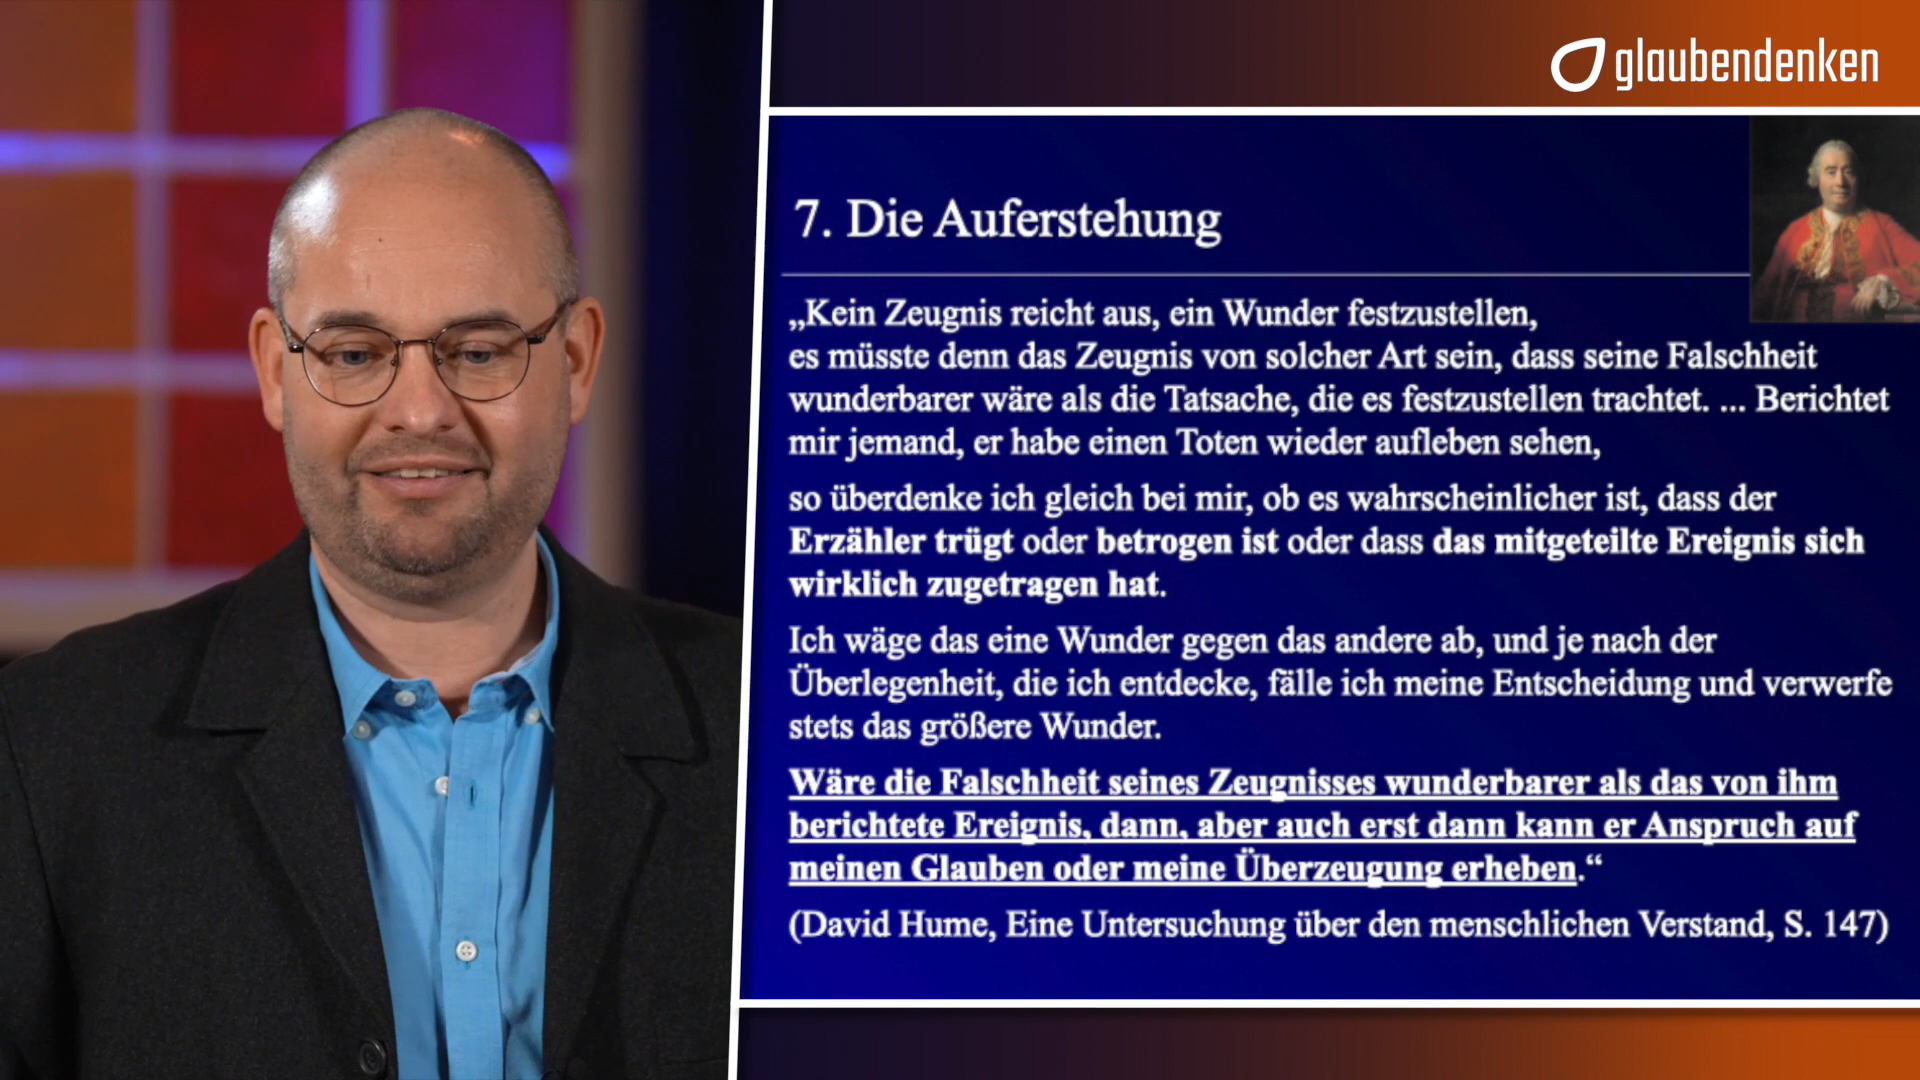 glaubendenken
7. Die Auferstehung
„Kein Zeugnis reicht aus, ein Wunder festzustellen,
es müsste denn das Zeugnis von solcher Art sein, dass seine Falschheit
wunderbarer wäre als die Tatsache, die es festzustellen trachtet. ... Berichtet
mir jemand, er habe einen Toten wieder aufleben sehen,
so überdenke ich gleich bei mir, ob es wahrscheinlicher ist, dass der
Erzähler trügt oder betrogen ist oder dass das mitgeteilte Ereignis sich
wirklich zugetragen hat.
Ich wäge das eine Wunder gegen das andere ab, und je nach der
Überlegenheit, die ich entdecke, fälle ich meine Entscheidung und verwerfe
stets das größere Wunder.
Wäre die Falschheit seines Zeugnisses wunderbarer als das von ihm
berichtete Ereignis, dann, aber auch erst dann kann er Anspruch auf
meinen Glauben oder meine Überzeugung erheben.“
(David Hume, Eine Untersuchung über den menschlichen Verstand, S. 147)